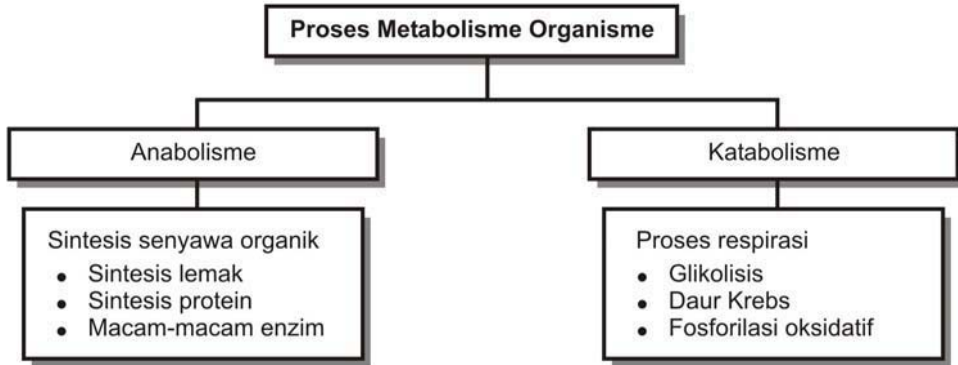 Proses Metabolisme Organisme
Anabolisme
Katabolisme
Sintesis senyawa organik
● Sintesis lemak
● Sintesis protein
● Macam-macam enzim
Proses respirasi
● Glikolisis
● Daur Krebs
● Fosforilasi oksidatif